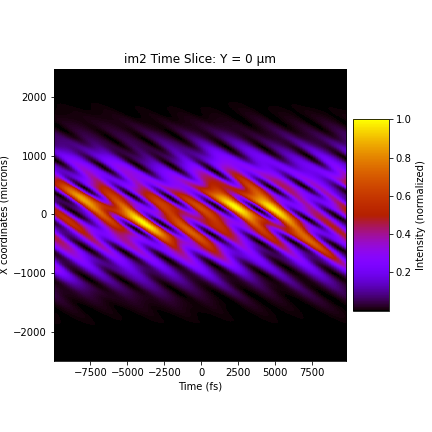 im2 Time Slice: Y = 0 μm
X coordinates (microns)
2000
1000
0
−1000
−2000
−7500 −5000 −2500 0 2500 5000 7500
Time (fs)
1.0
0.8
0.6
0.4
0.2
Intensity (normalized)